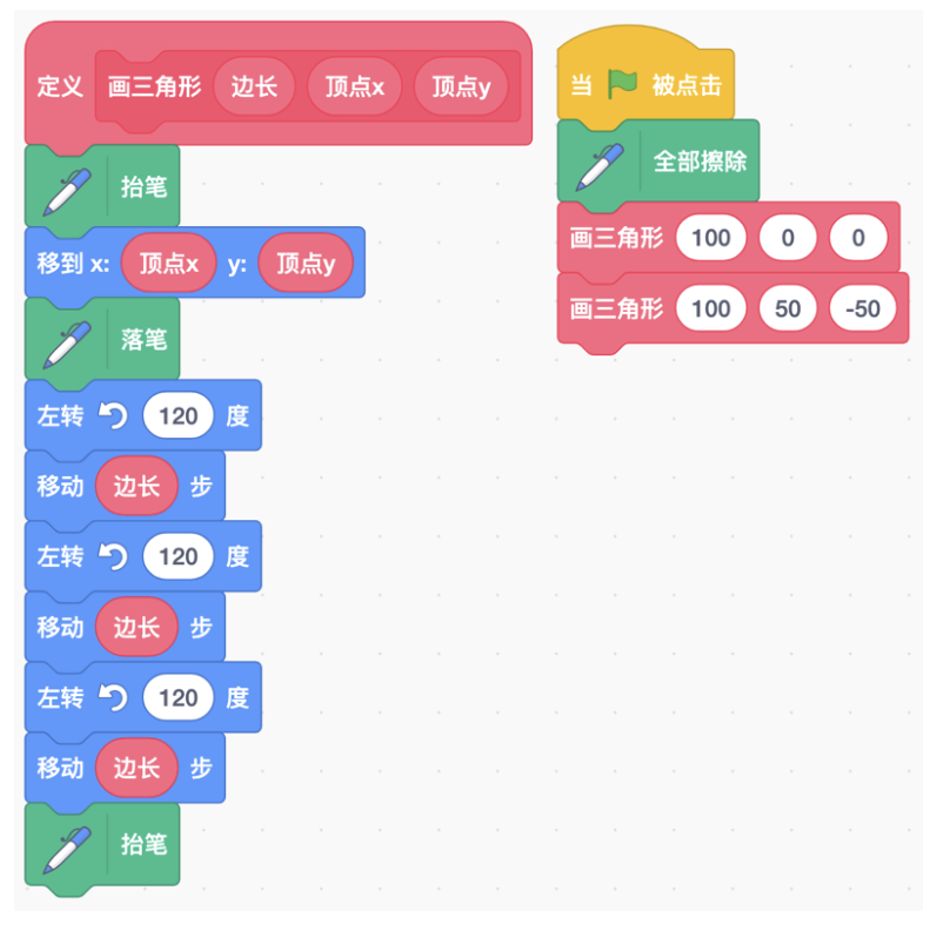 定义 画三角形 边长 顶点x 顶点y
抬笔
移到 x: 顶点x y: 顶点y
落笔
左转 120 度
移动 边长 步
左转 120 度
移动 边长 步
左转 120 度
移动 边长 步
抬笔
当 被点击
全部擦除
画三角形 100 0 0
画三角形 100 50 -50